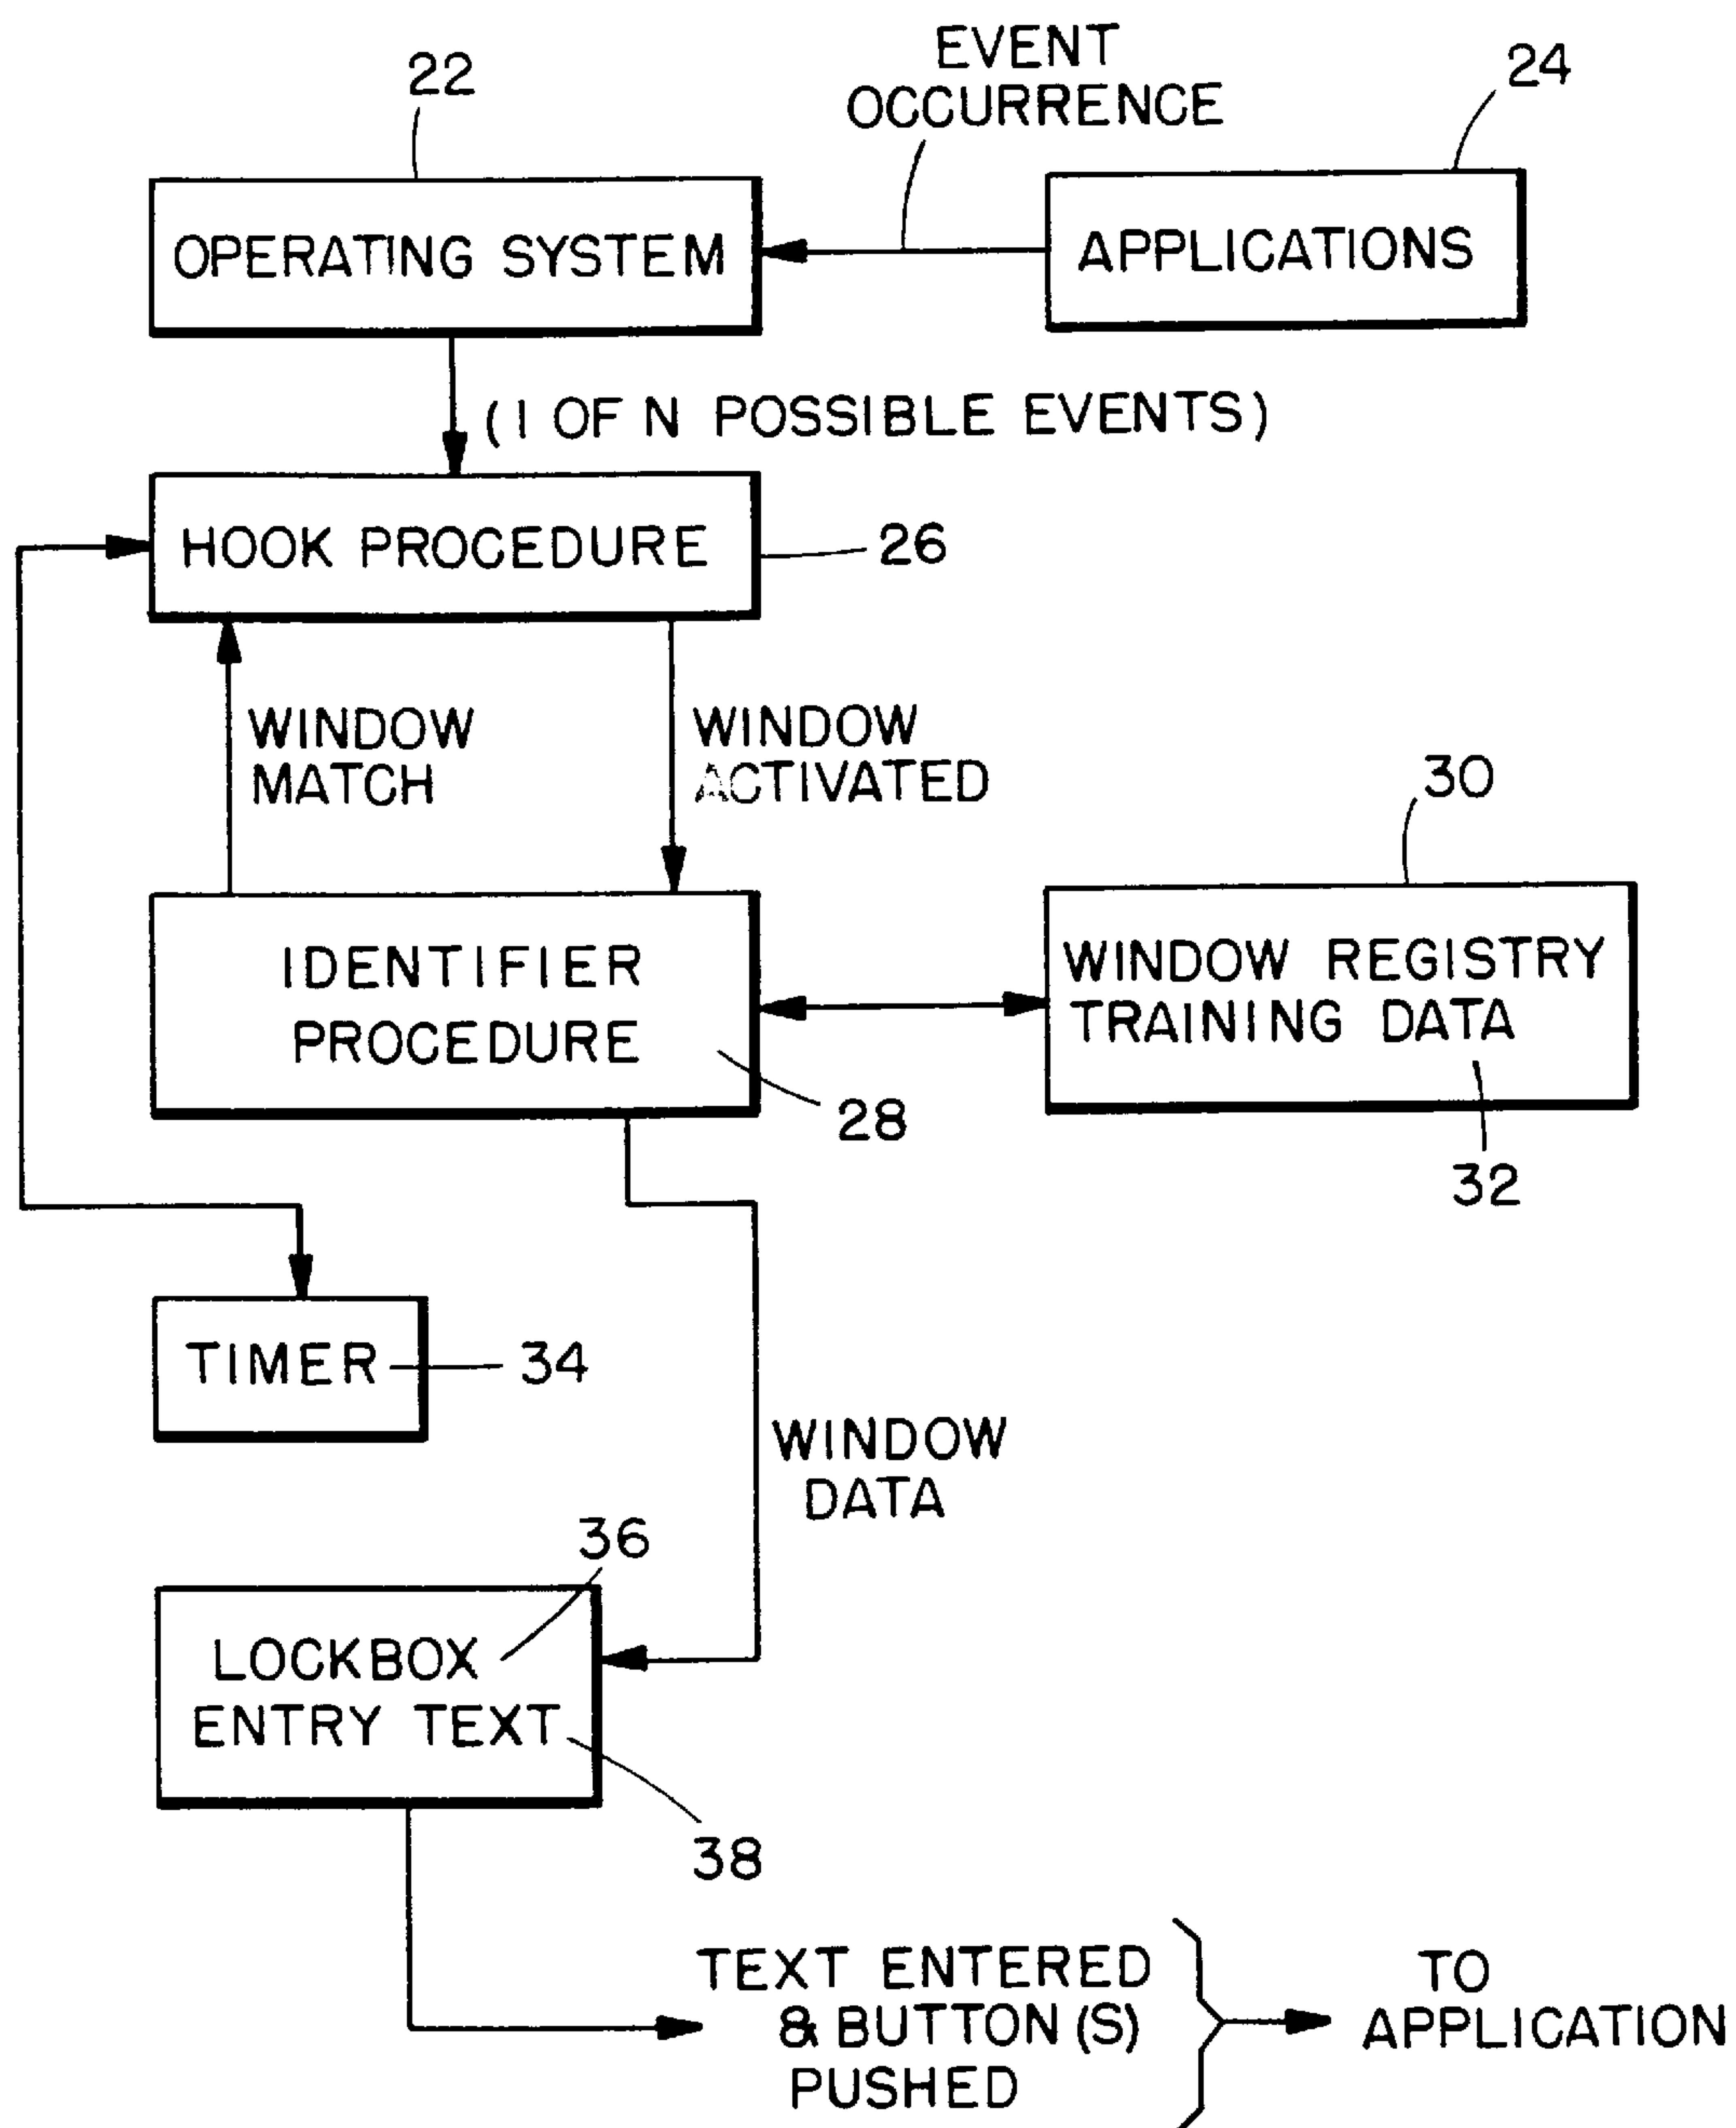 22
EVENT
OCCURRENCE
24
OPERATING SYSTEM
APPLICATIONS
(1 OF N POSSIBLE EVENTS)
HOOK PROCEDURE
26
WINDOW
MATCH
WINDOW
ACTIVATED
30
IDENTIFIER
PROCEDURE
28
WINDOW REGISTRY
TRAINING DATA
32
TIMER
34
WINDOW
DATA
36
LOCKBOX
ENTRY TEXT
38
TEXT ENTERED
& BUTTON (S)
PUSHED
TO
APPLICATION